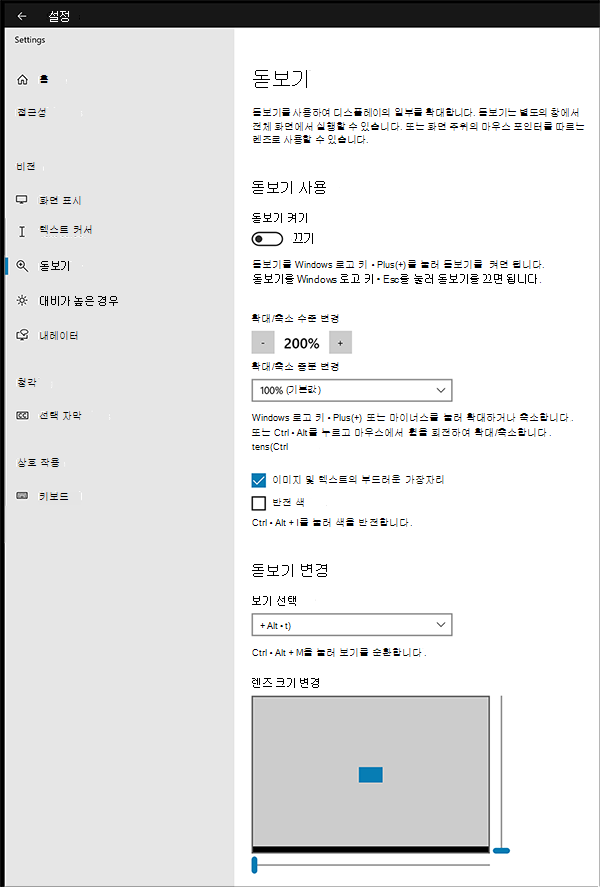 설정
Settings
홈
접근성
비전
화면 표시
텍스트 커서
돋보기
대비가 높은 경우
내레이터
청각
선택 자막
상호 작용
키보드
돋보기
돋보기를 사용하여 디스플레이의 일부를 확대합니다. 돋보기는 별도의 창에서
전체 화면에서 실행할 수 있습니다. 또는 화면 주위의 마우스 포인터를 따르는
렌즈로 사용할 수 있습니다.
돋보기 사용
돋보기 켜기
끄기
돋보기를 Windows 로고 키 • Plus(+)를 눌러 돋보기를 켜면 됩니다.
돋보기를 Windows 로고 키 • Esc를 눌러 돋보기를 끄면 됩니다.
확대/축소 수준 변경
- 200% +
확대/축소 증분 변경
100% (기본값)
Windows 로고 키 • Plus(+) 또는 마이너스를 눌러 확대하거나 축소합니다.
또는 Ctrl • Alt를 누르고 마우스에서 휠을 회전하여 확대/축소합니다.
tens(Ctrl
이미지 및 텍스트의 부드러운 가장자리
반전 색
Ctrl • Alt + I를 눌러 색을 반전합니다.
돋보기 변경
보기 선택
+ Alt • t)
Ctrl • Alt + M을 눌러 보기를 순환합니다.
렌즈 크기 변경